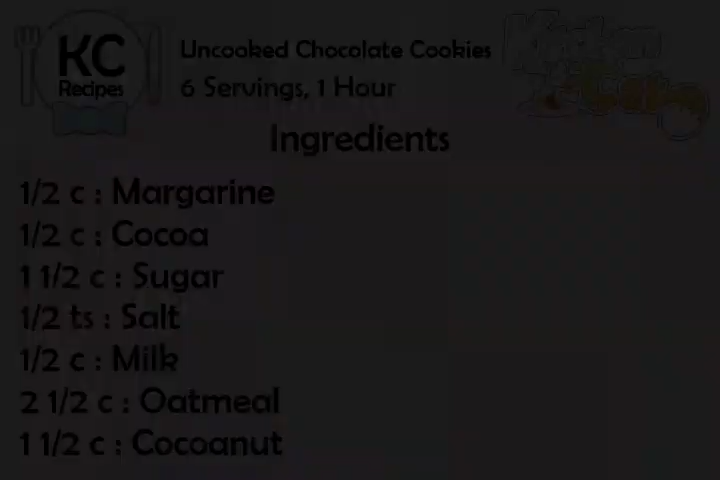 KC
Recipes
Uncooked Chocolate Cookies
6 Servings, 1 Hour
Ingredients
1/2 c : Margarine
1/2 c : Cocoa
1 1/2 c : Sugar
1/2 ts : Salt
1/2 c : Milk
2 1/2 c : Oatmeal
1 1/2 c : Cocoanut